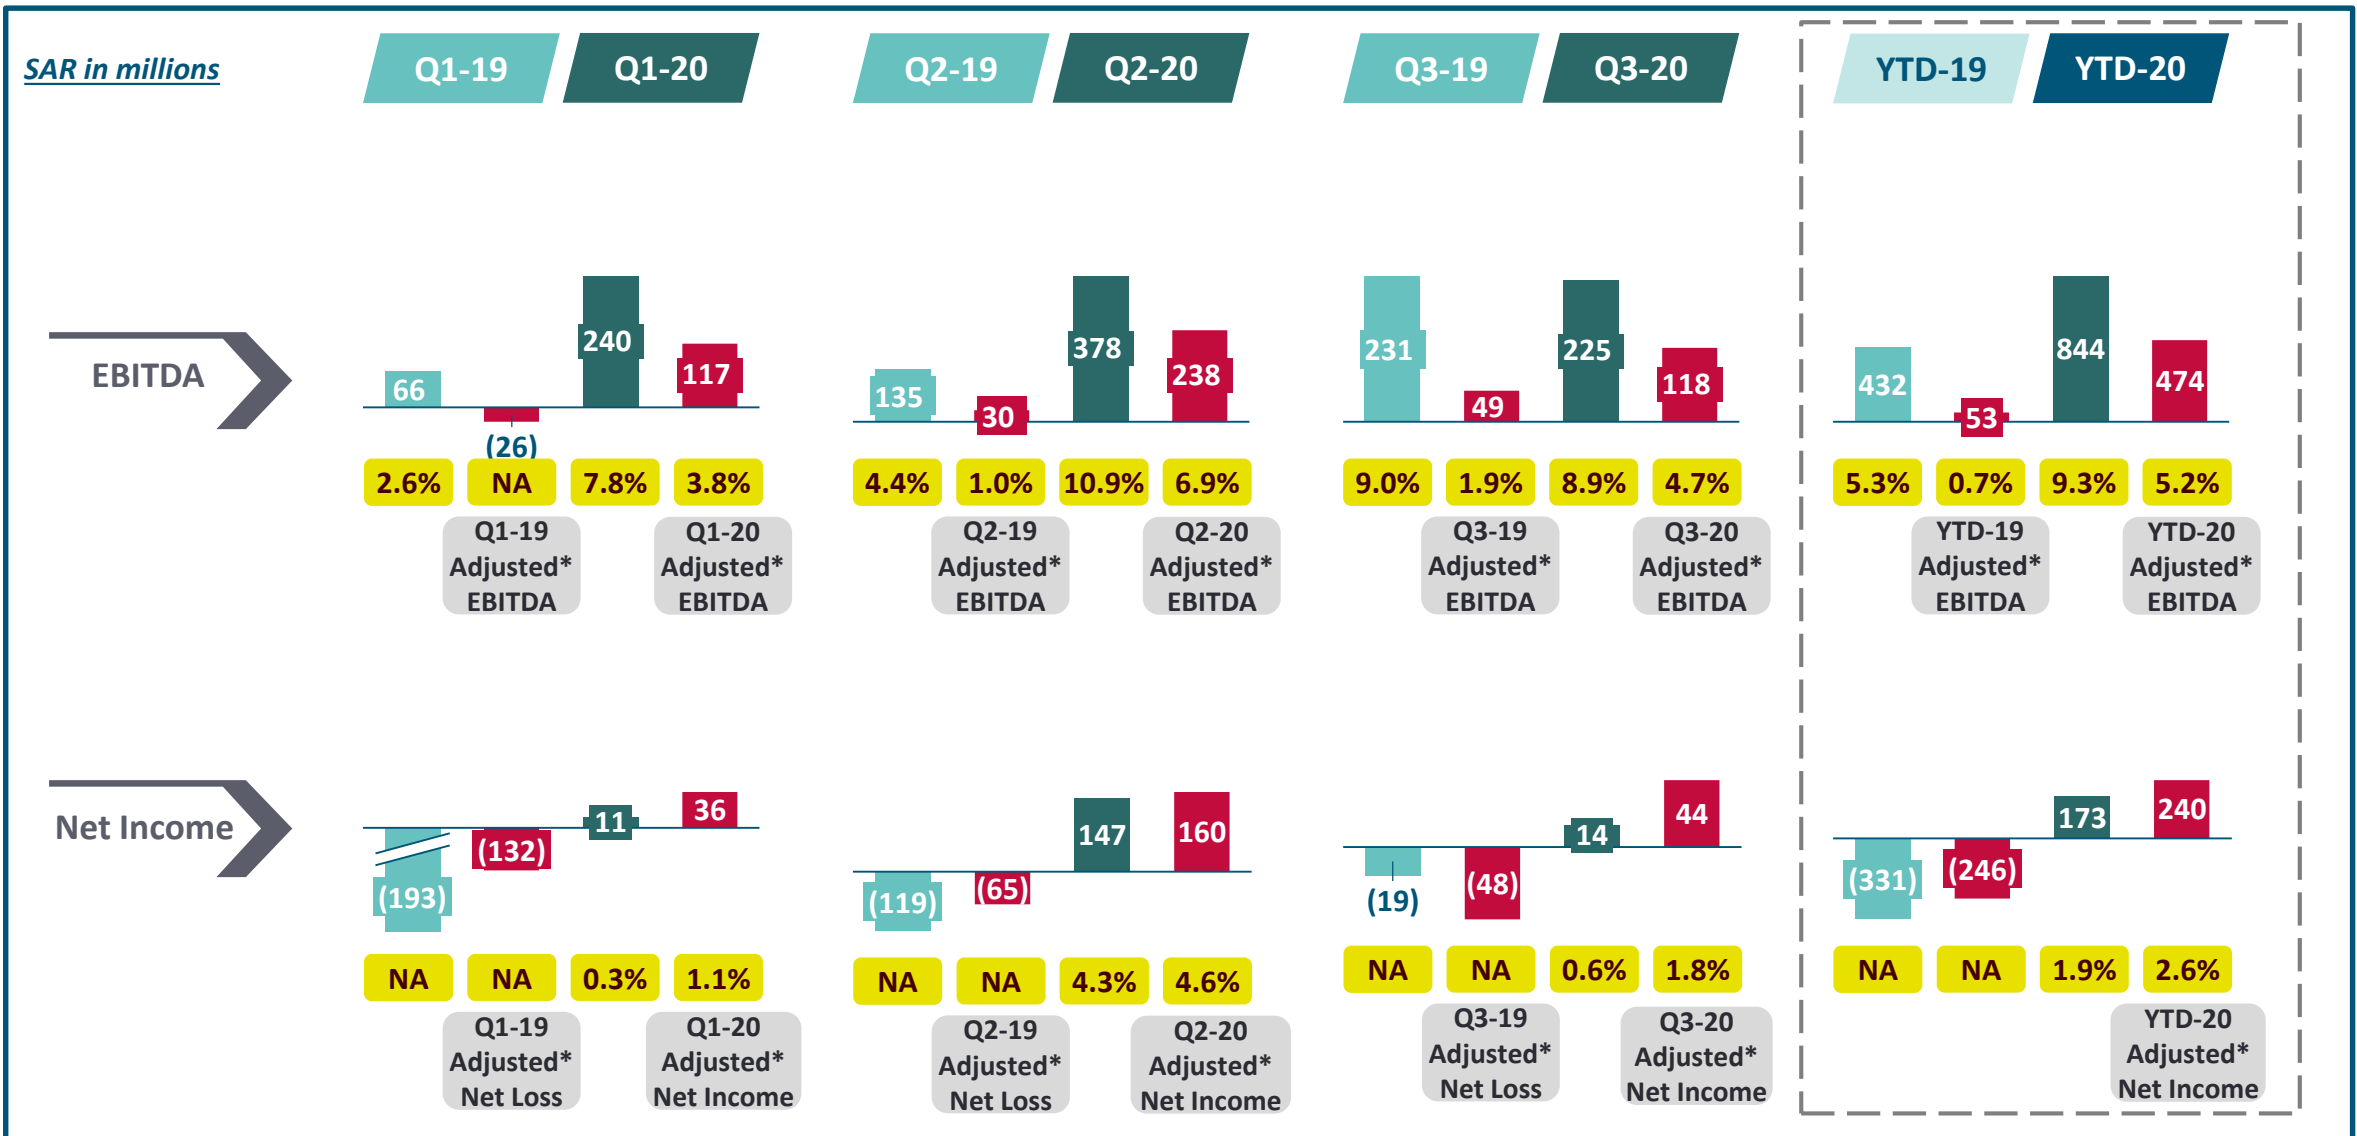 SAR in millions
Q1-19
Q1-20
Q2-19
Q2-20
Q3-19
Q3-20
YTD-19
YTD-20
EBITDA
66
(26)
240
117
135
30
378
238
231
49
225
118
432
53
844
474
2.6%
NA
7.8%
3.8%
4.4%
1.0%
10.9%
6.9%
9.0%
1.9%
8.9%
4.7%
5.3%
0.7%
9.3%
5.2%
Q1-19
Adjusted*
EBITDA
Q1-20
Adjusted*
EBITDA
Q2-19
Adjusted*
EBITDA
Q2-20
Adjusted*
EBITDA
Q3-19
Adjusted*
EBITDA
Q3-20
Adjusted*
EBITDA
YTD-19
Adjusted*
EBITDA
YTD-20
Adjusted*
EBITDA
Net Income
(193)
(132)
11
36
(119)
(65)
147
160
(19)
(48)
14
44
(331)
(246)
173
240
NA
NA
0.3%
1.1%
NA
NA
4.3%
4.6%
NA
NA
0.6%
1.8%
NA
NA
1.9%
2.6%
Q1-19
Adjusted*
Net Loss
Q1-20
Adjusted*
Net Income
Q2-19
Adjusted*
Net Loss
Q2-20
Adjusted*
Net Income
Q3-19
Adjusted*
Net Loss
Q3-20
Adjusted*
Net Income
YTD-20
Adjusted*
Net Income